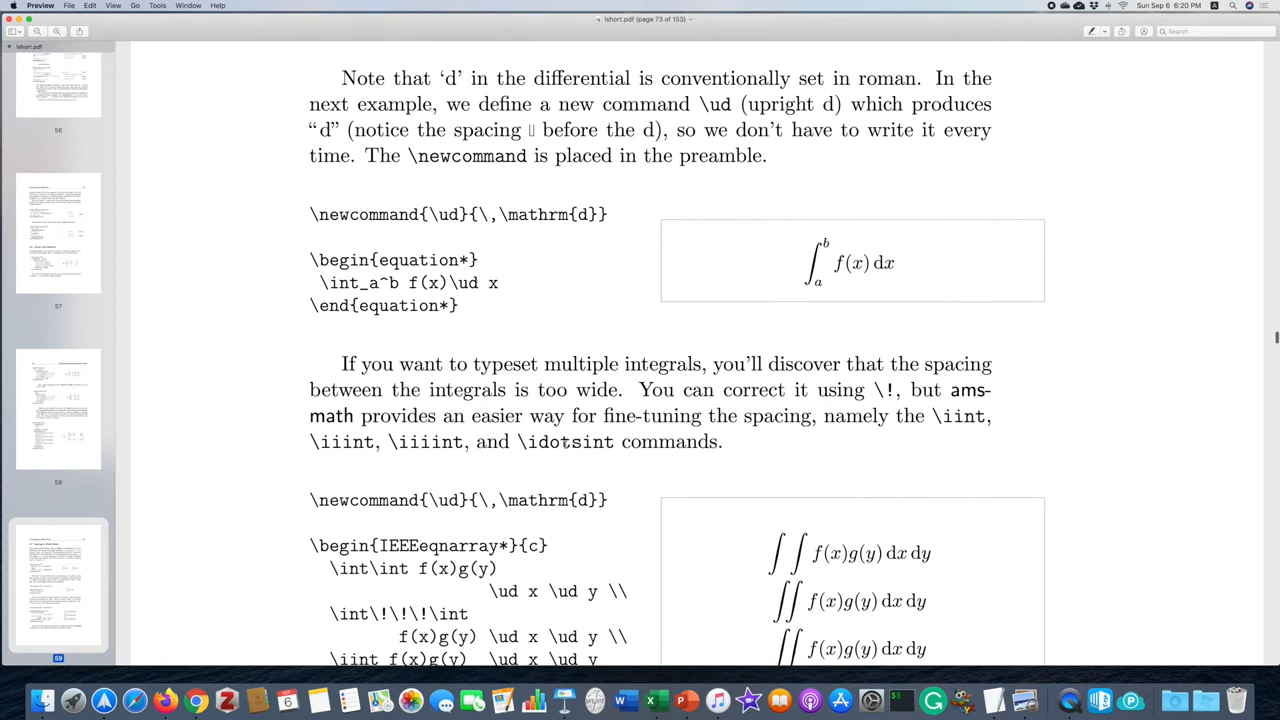 Preview File Edit View Go Tools Window Help
Sun Sep 6 6:20 PM
lshort.pdf (page 73 of 153)
Search
lshort.pdf
56
57
58
59
Note that 'd' in the differential is conventionally set in roman. In the
next example, we define a new command \ud (upright d) which produces
“d” (notice the spacing before the d), so we don’t have to write it every
time. The \newcommand is placed in the preamble.
\newcommand{\ud}{\,\mathrm{d}}
\begin{equation*}
\int_a^b f(x)\ud x
\end{equation*}
∫_a^b f(x) dx
If you want to typeset multiple integrals, you’ll discover that the spacing
between the integrals is too wide. You can correct it using \!, but ams-
math provides an easier way for fine-tuning the spacing, namely the \iint,
\iiint, \iiiint, and \idotsint commands.
\newcommand{\ud}{\,\mathrm{d}}
\begin{IEEEeqnarray*}{c}
\int\int f(x)g(y)
\ud x \ud y \\
\int\!\!\!\int
f(x)g(y) \ud x \ud y \\
\iint f(x)g(y) \ud x \ud y
∫∫ f(x)g(y) dx dy
∫∫ f(x)g(y) dx dy
∬ f(x)g(y) dx dy